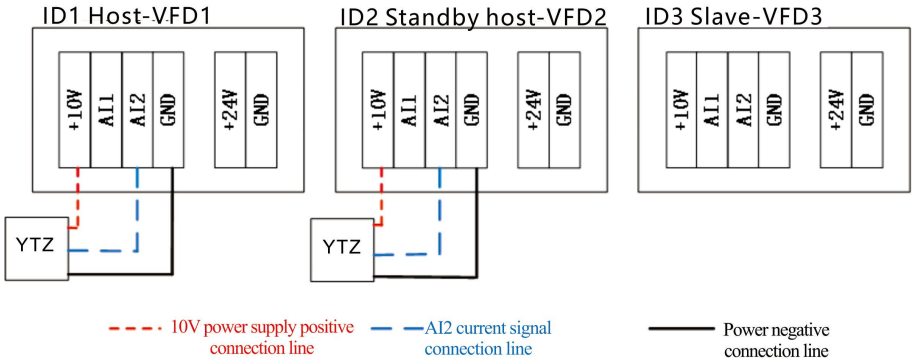 ID1 Host-VFD1
ID2 Standby host-VFD2
ID3 Slave-VFD3
+10V AI1 AI2 GND +24V GND
+10V AI1 AI2 GND +24V GND
+10V AI1 AI2 GND +24V GND
YTZ
YTZ
10V power supply positive
connection line
AI2 current signal
connection line
Power negative
connection line